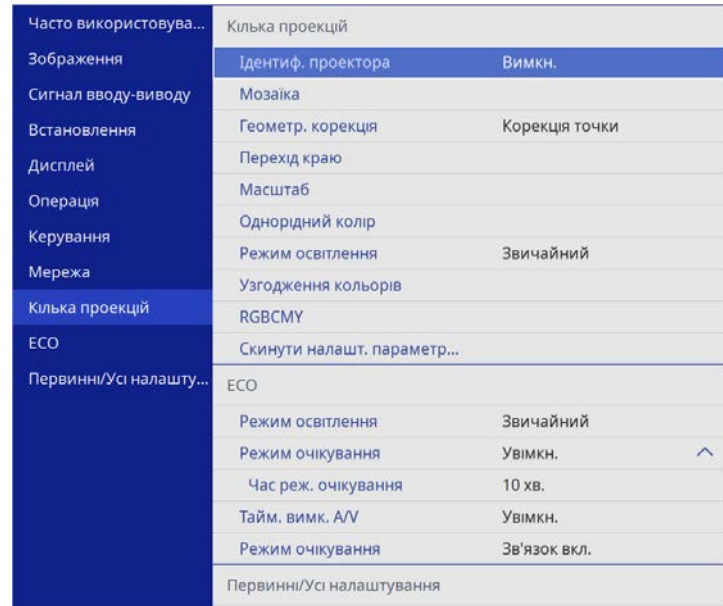 Часто використовува...
Зображення
Сигнал вводу-виводу
Встановлення
Дисплей
Операція
Керування
Мережа
Кілька проекцій
ECO
Первинні/Усі налашту...
Кілька проекцій
Ідентиф. проектора Вимкн.
Мозаїка
Геометр. корекція Корекція точки
Перехід краю
Масштаб
Однорідний колір
Режим освітлення Звичайний
Узгодження кольорів
RGBCMY
Скинути налашт. параметр...
ECO
Режим освітлення Звичайний
Режим очікування Увімкн.
Час реж. очікування 10 хв.
Тайм. вимк. A/V Увімкн.
Режим очікування Зв'язок вкл.
Первинні/Усі налаштування